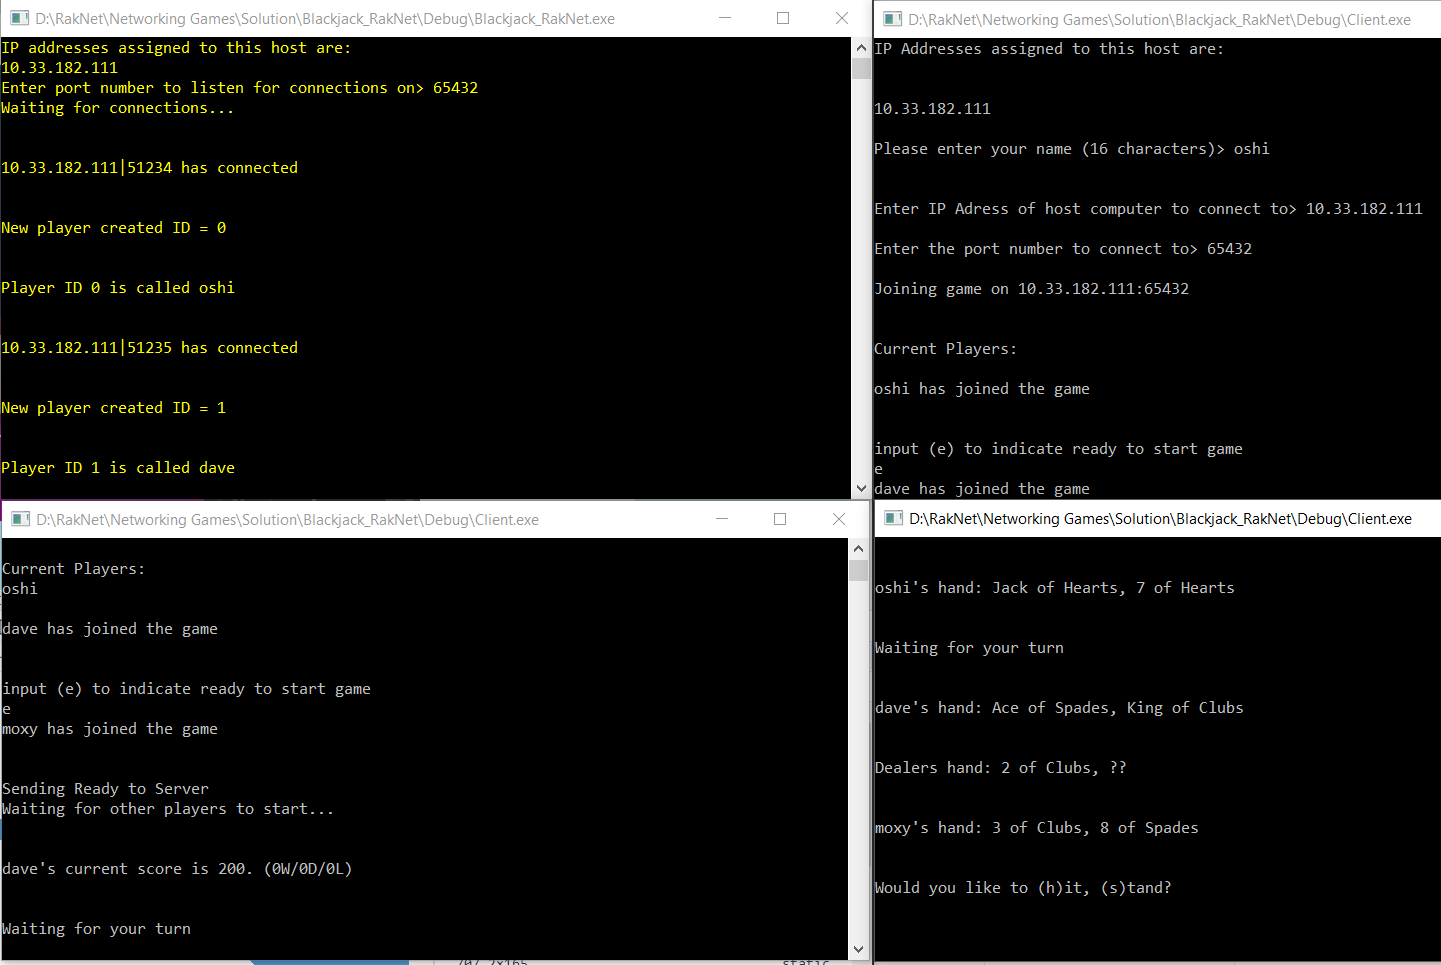 D:\RakNet\Networking Games\Solution\Blackjack_RakNet\Debug\Blackjack_RakNet.exe
IP addresses assigned to this host are:
10.33.182.111
Enter port number to listen for connections on> 65432
Waiting for connections...
10.33.182.111|51234 has connected
New player created ID = 0
Player ID 0 is called oshi
10.33.182.111|51235 has connected
New player created ID = 1
Player ID 1 is called dave
D:\RakNet\Networking Games\Solution\Blackjack_RakNet\Debug\Client.exe
IP Addresses assigned to this host are:
10.33.182.111
Please enter your name (16 characters)> oshi
Enter IP Adress of host computer to connect to> 10.33.182.111
Enter the port number to connect to> 65432
Joining game on 10.33.182.111:65432
Current Players:
oshi has joined the game
input (e) to indicate ready to start game
e
dave has joined the game
D:\RakNet\Networking Games\Solution\Blackjack_RakNet\Debug\Client.exe
Current Players:
oshi
dave has joined the game
input (e) to indicate ready to start game
e
moxy has joined the game
Sending Ready to Server
Waiting for other players to start...
dave's current score is 200. (0W/0D/0L)
Waiting for your turn
D:\RakNet\Networking Games\Solution\Blackjack_RakNet\Debug\Client.exe
oshi's hand: Jack of Hearts, 7 of Hearts
Waiting for your turn
dave's hand: Ace of Spades, King of Clubs
Dealers hand: 2 of Clubs, ??
moxy's hand: 3 of Clubs, 8 of Spades
Would you like to (h)it, (s)tand?